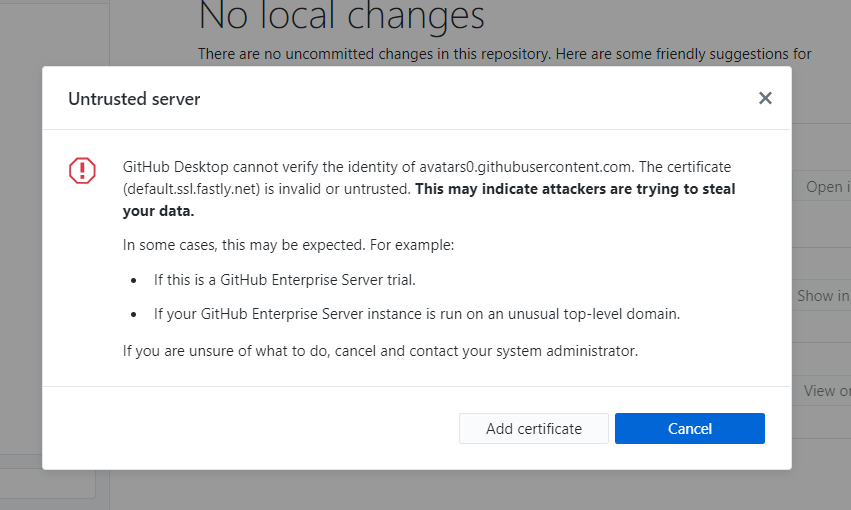 No local changes
There are no uncommitted changes in this repository. Here are some friendly suggestions for
Untrusted server
GitHub Desktop cannot verify the identity of avatars0.githubusercontent.com. The certificate
(default.ssl.fastly.net) is invalid or untrusted. This may indicate attackers are trying to steal
your data.
In some cases, this may be expected. For example:
If this is a GitHub Enterprise Server trial.
If your GitHub Enterprise Server instance is run on an unusual top-level domain.
If you are unsure of what to do, cancel and contact your system administrator.
Add certificate
Cancel
Open i
Show in
View o